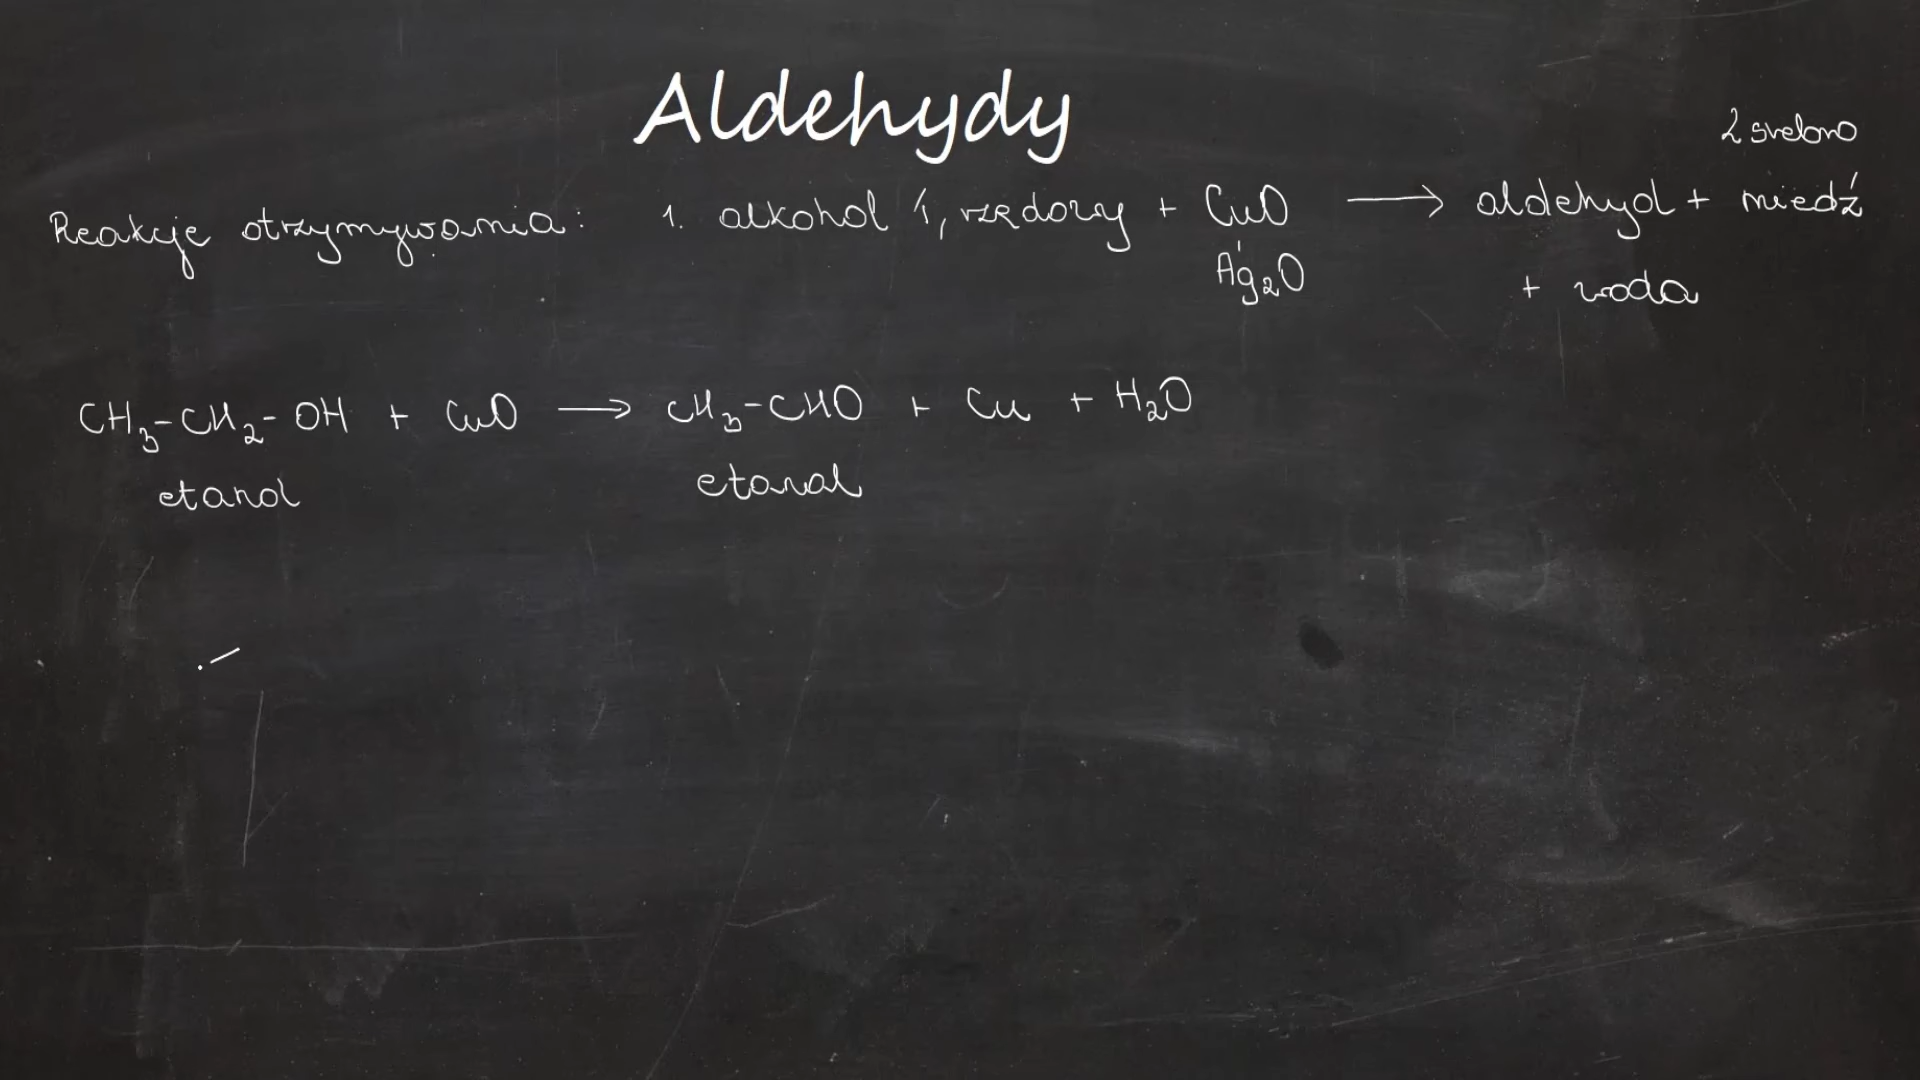 Aldehydy
2 srebro
Reakcje otrzymywania: 1. alkohol 1, rzędowy + CuO → aldehyd + miedź
Ag₂O + woda
CH₃-CH₂-OH + CuO → CH₃-CHO + Cu + H₂O
etanol etanal